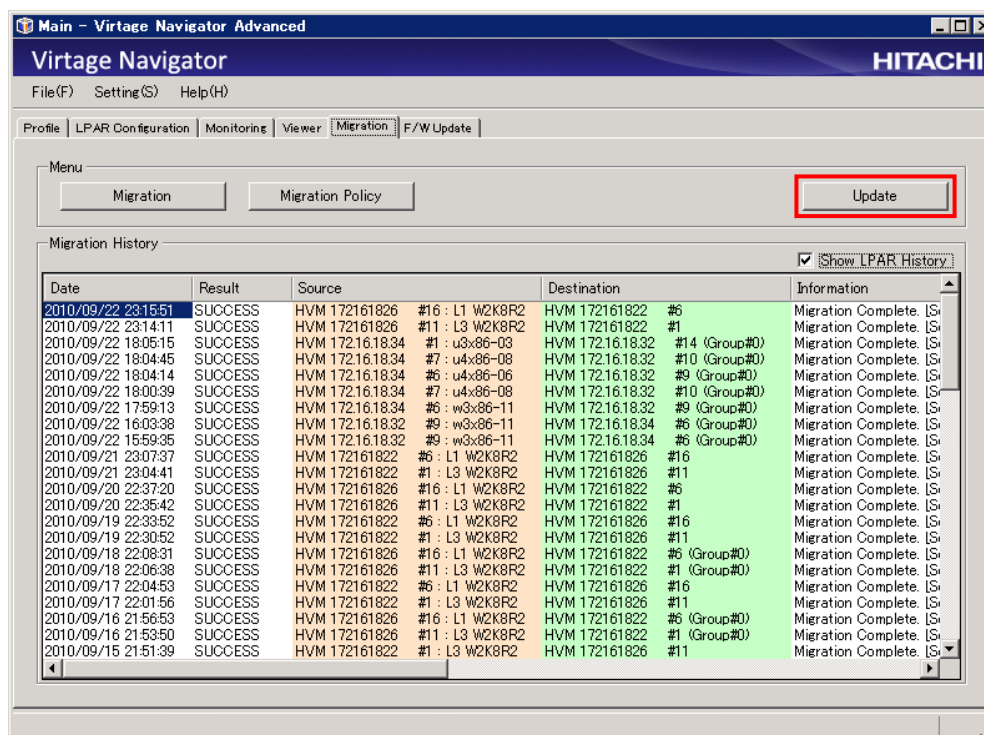 Main - Virtage Navigator Advanced
Virtage Navigator
HITACHI
File(F) Setting(S) Help(H)
Profile LPAR Configuration Monitoring Viewer Migration F/W Update
Menu
Migration Migration Policy Update
Migration History
Show LPAR History
Date Result Source Destination Information
2010/09/22 23:15:51 SUCCESS HVM 172161826 #16 : L1 W2K8R2 HVM 172161822 #6 Migration Complete. [S
2010/09/22 23:14:11 SUCCESS HVM 172161826 #11 : L3 W2K8R2 HVM 172161822 #1 Migration Complete. [S
2010/09/22 18:05:15 SUCCESS HVM 172.16.18.34 #1 : u3x86-03 HVM 172.16.18.32 #14 (Group#0) Migration Complete. [S
2010/09/22 18:04:45 SUCCESS HVM 172.16.18.34 #7 : u4x86-08 HVM 172.16.18.32 #10 (Group#0) Migration Complete. [S
2010/09/22 18:04:14 SUCCESS HVM 172.16.18.34 #6 : u4x86-06 HVM 172.16.18.32 #9 (Group#0) Migration Complete. [S
2010/09/22 18:00:39 SUCCESS HVM 172.16.18.34 #7 : u4x86-08 HVM 172.16.18.32 #10 (Group#0) Migration Complete. [S
2010/09/22 17:59:13 SUCCESS HVM 172.16.18.34 #6 : w3x86-11 HVM 172.16.18.32 #9 (Group#0) Migration Complete. [S
2010/09/22 16:03:38 SUCCESS HVM 172.16.18.32 #9 : w3x86-11 HVM 172.16.18.34 #6 (Group#0) Migration Complete. [S
2010/09/22 15:59:35 SUCCESS HVM 172.16.18.32 #9 : w3x86-11 HVM 172.16.18.34 #6 (Group#0) Migration Complete. [S
2010/09/21 23:07:37 SUCCESS HVM 172161822 #6 : L1 W2K8R2 HVM 172161826 #16 Migration Complete. [S
2010/09/21 23:04:41 SUCCESS HVM 172161822 #1 : L3 W2K8R2 HVM 172161826 #11 Migration Complete. [S
2010/09/20 22:37:20 SUCCESS HVM 172161826 #16 : L1 W2K8R2 HVM 172161822 #6 Migration Complete. [S
2010/09/20 22:35:42 SUCCESS HVM 172161826 #11 : L3 W2K8R2 HVM 172161822 #1 Migration Complete. [S
2010/09/19 22:33:52 SUCCESS HVM 172161822 #6 : L1 W2K8R2 HVM 172161826 #16 Migration Complete. [S
2010/09/19 22:30:52 SUCCESS HVM 172161822 #1 : L3 W2K8R2 HVM 172161826 #11 Migration Complete. [S
2010/09/18 22:08:31 SUCCESS HVM 172161826 #16 : L1 W2K8R2 HVM 172161822 #6 (Group#0) Migration Complete. [S
2010/09/18 22:06:38 SUCCESS HVM 172161826 #11 : L3 W2K8R2 HVM 172161822 #1 (Group#0) Migration Complete. [S
2010/09/17 22:04:53 SUCCESS HVM 172161822 #6 : L1 W2K8R2 HVM 172161826 #16 Migration Complete. [S
2010/09/17 22:01:56 SUCCESS HVM 172161822 #1 : L3 W2K8R2 HVM 172161826 #11 Migration Complete. [S
2010/09/16 21:56:53 SUCCESS HVM 172161826 #16 : L1 W2K8R2 HVM 172161822 #6 (Group#0) Migration Complete. [S
2010/09/16 21:53:50 SUCCESS HVM 172161826 #11 : L3 W2K8R2 HVM 172161822 #1 (Group#0) Migration Complete. [S
2010/09/15 21:51:39 SUCCESS HVM 172161822 #1 : L3 W2K8R2 HVM 172161826 #11 Migration Complete. [S